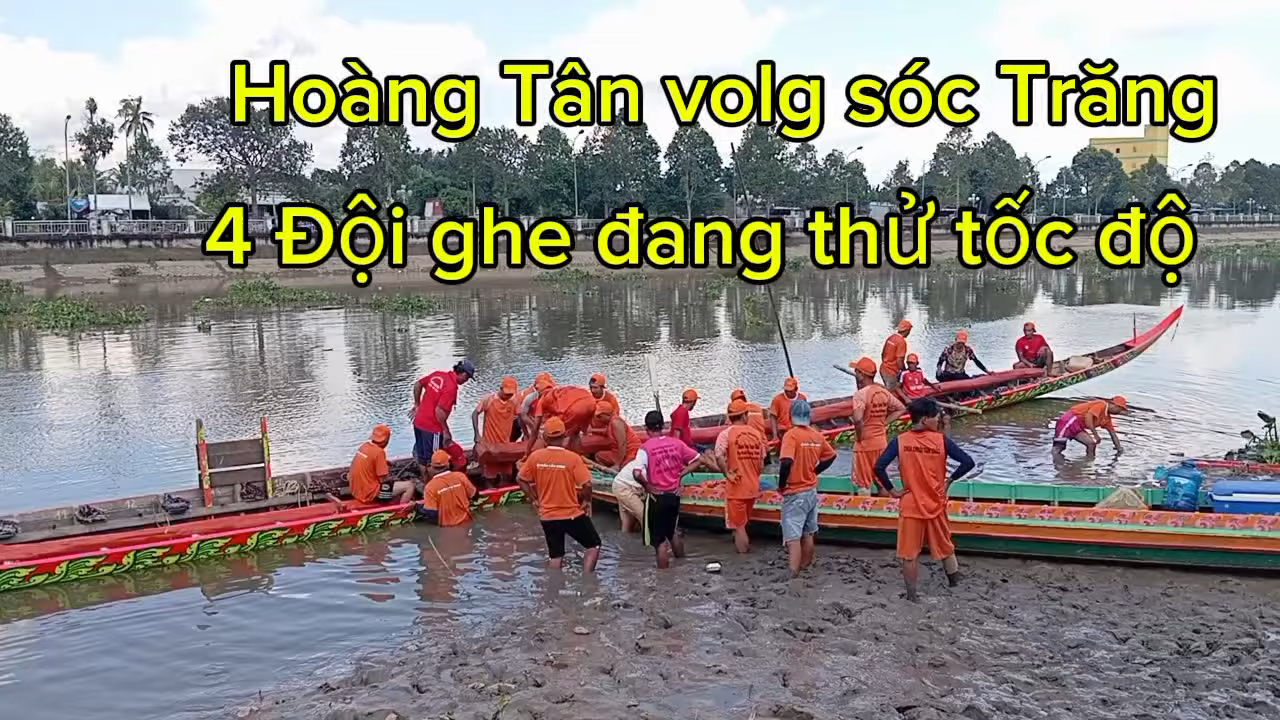 Hoàng Tân volg sóc Trăng
4 Đội ghe đang thử tốc độ